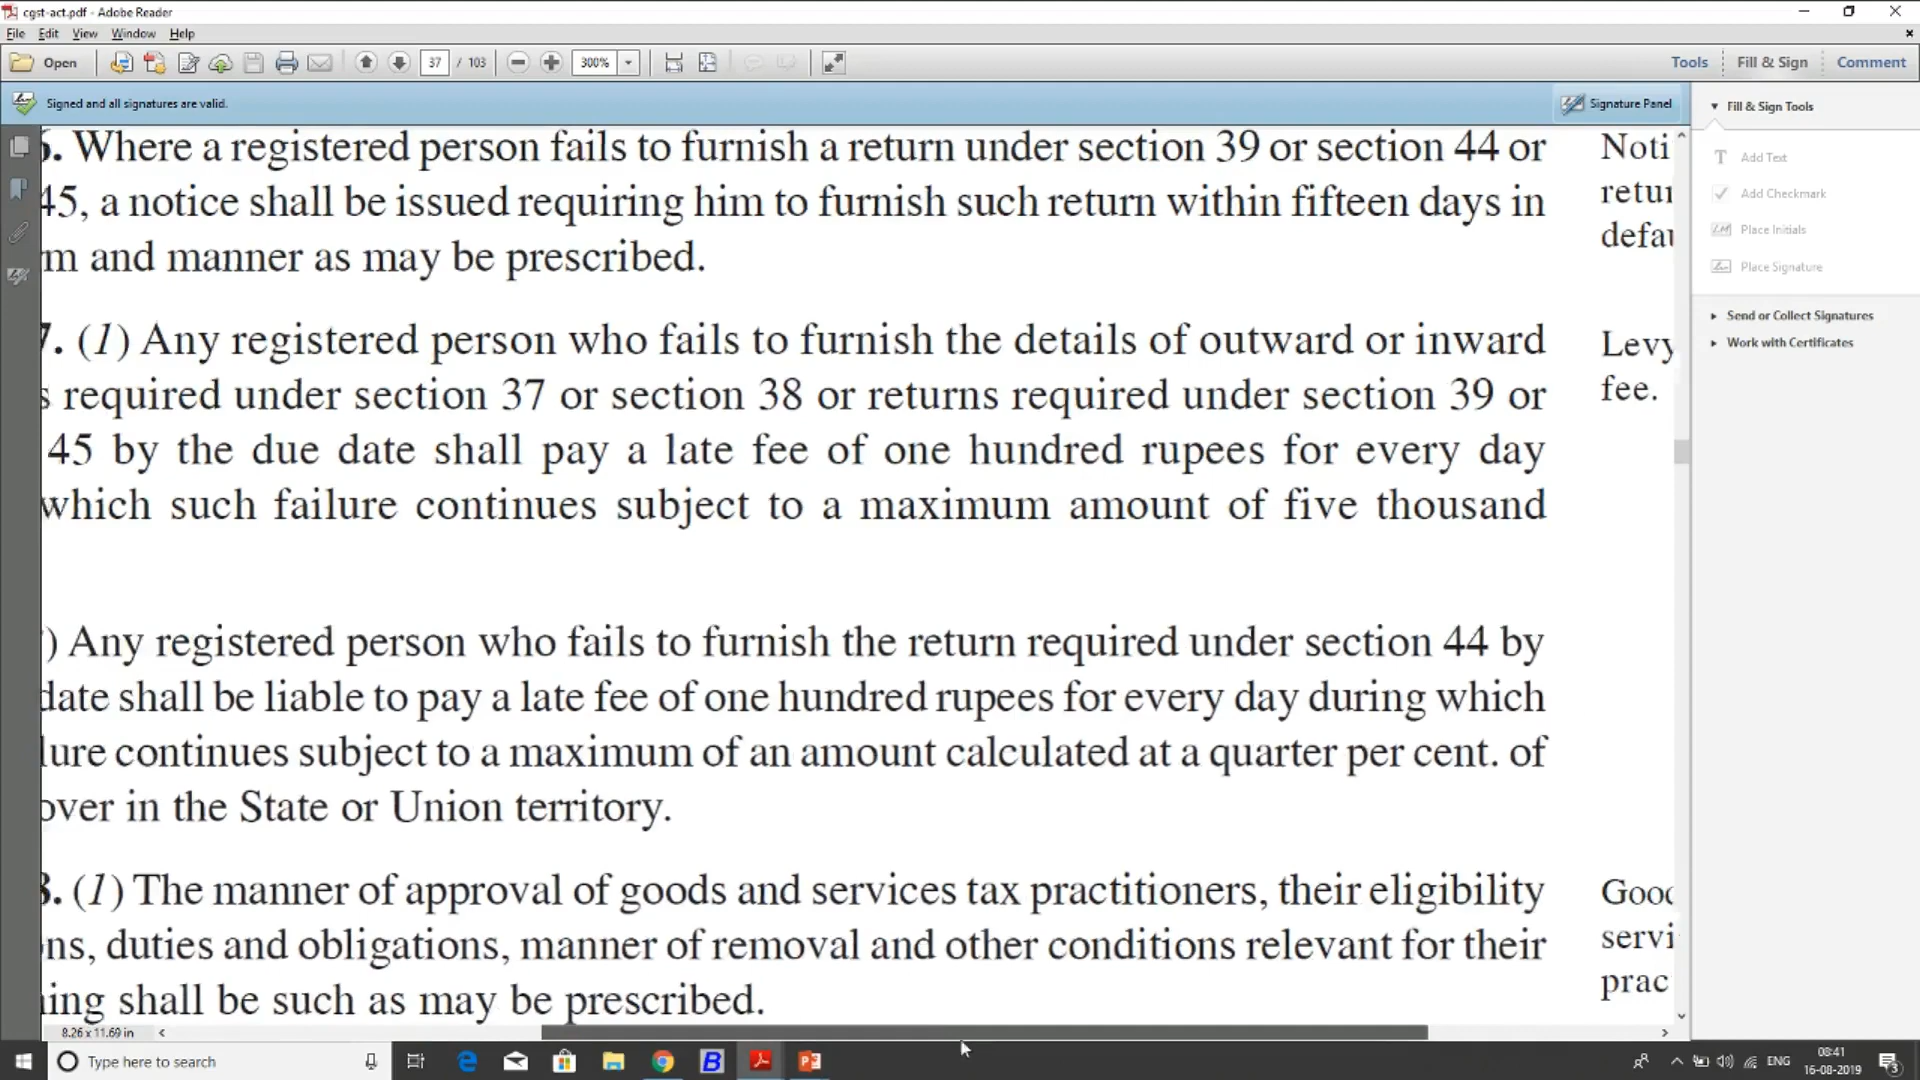 cgst-act.pdf - Adobe Reader
File Edit View Window Help
Open 37 / 103 300% Tools Fill & Sign Comment
Signed and all signatures are valid. Signature Panel
Fill & Sign Tools
Add Text
Add Checkmark
Place Initials
Place Signature
Send or Collect Signatures
Work with Certificates
6. Where a registered person fails to furnish a return under section 39 or section 44 or
45, a notice shall be issued requiring him to furnish such return within fifteen days in
m and manner as may be prescribed.
Noti
retur
defau
7. (1) Any registered person who fails to furnish the details of outward or inward
s required under section 37 or section 38 or returns required under section 39 or
45 by the due date shall pay a late fee of one hundred rupees for every day
which such failure continues subject to a maximum amount of five thousand
Levy
fee.
) Any registered person who fails to furnish the return required under section 44 by
date shall be liable to pay a late fee of one hundred rupees for every day during which
lure continues subject to a maximum of an amount calculated at a quarter per cent. of
over in the State or Union territory.
8. (1) The manner of approval of goods and services tax practitioners, their eligibility
ns, duties and obligations, manner of removal and other conditions relevant for their
ing shall be such as may be prescribed.
Good
servi
prac
8.26 x 11.69 in
Type here to search
ENG
08:41
16-08-2019
3